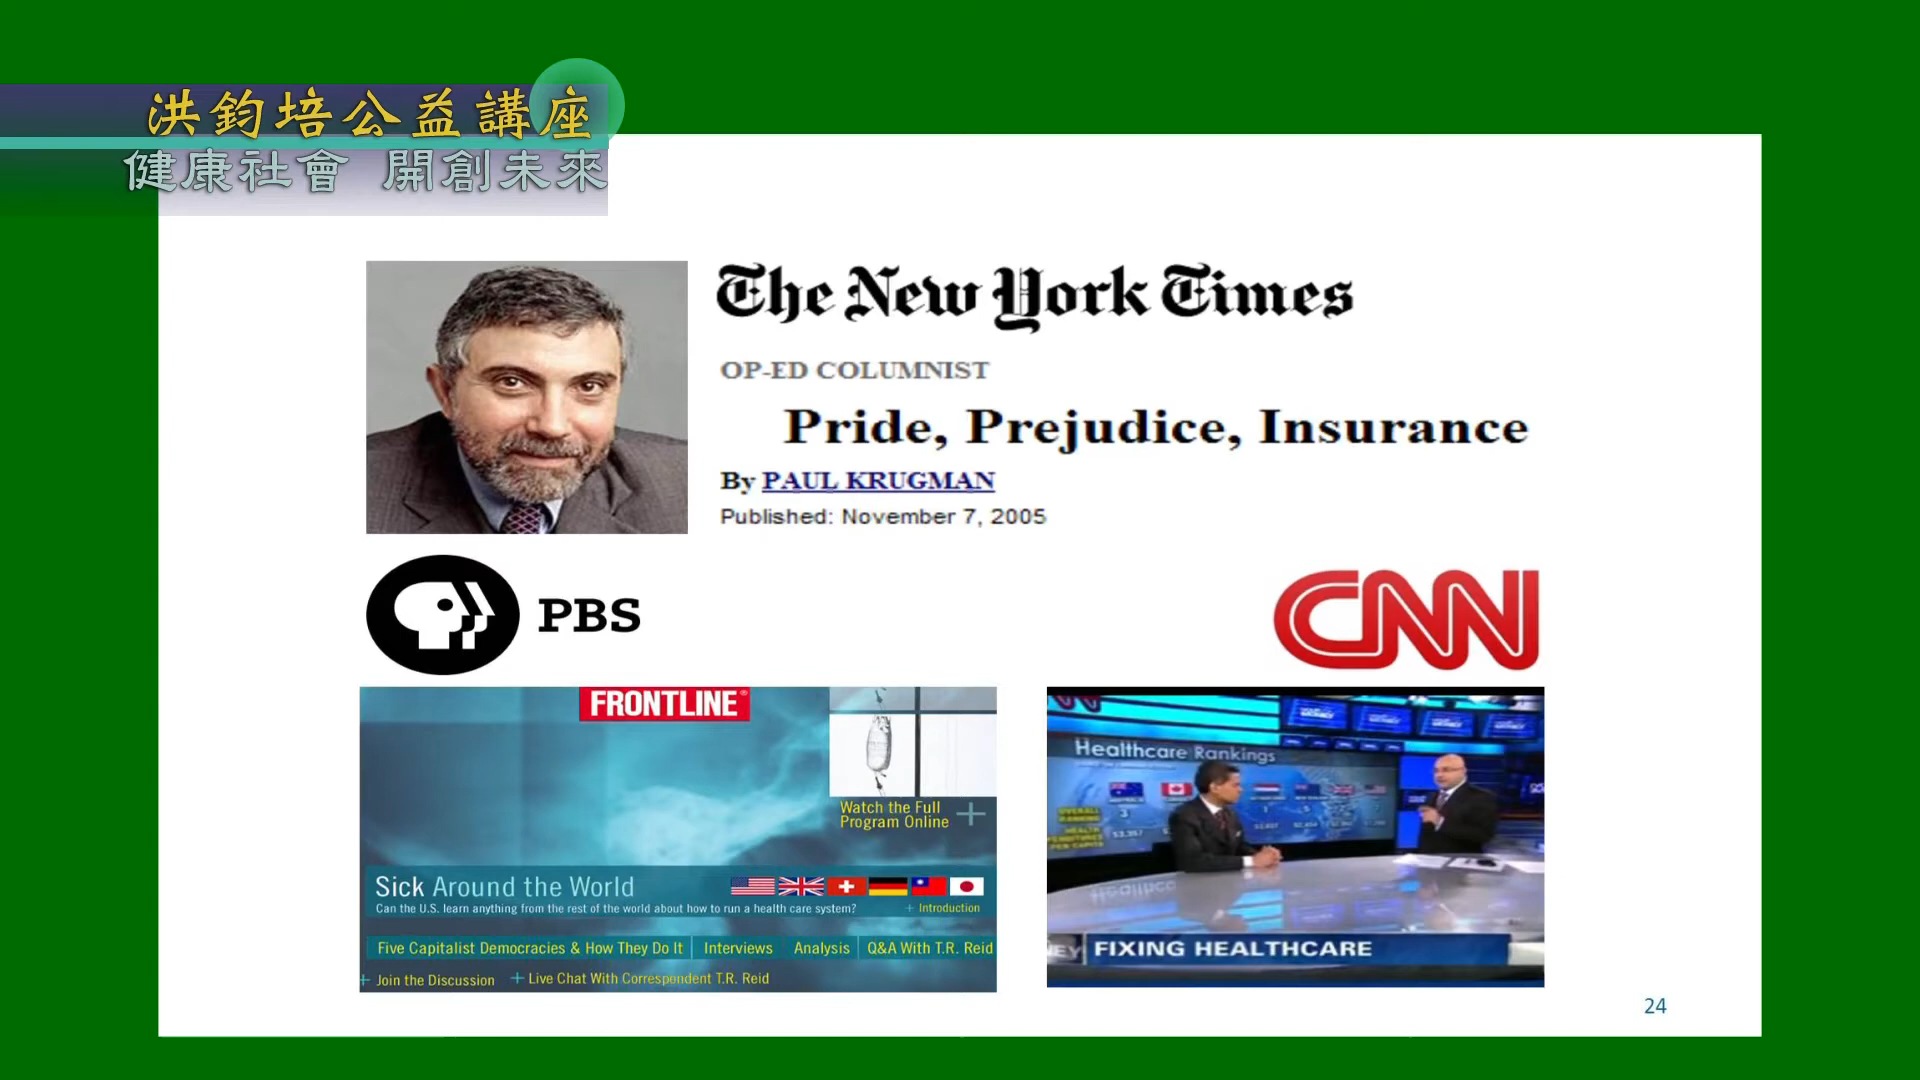 洪鈞培公益講座
健康社會 開創未來
The New York Times
OP-ED COLUMNIST
Pride, Prejudice, Insurance
By PAUL KRUGMAN
Published: November 7, 2005
PBS
CNN
FRONTLINE
Watch the Full
Program Online
Sick Around the World
Can the U.S. learn anything from the rest of the world about how to run a health care system?
+ Introduction
Five Capitalist Democracies & How They Do It
Interviews
Analysis
Q&A With T.R. Reid
+ Join the Discussion
+ Live Chat With Correspondent T.R. Reid
Healthcare Rankings
FIXING HEALTHCARE
24